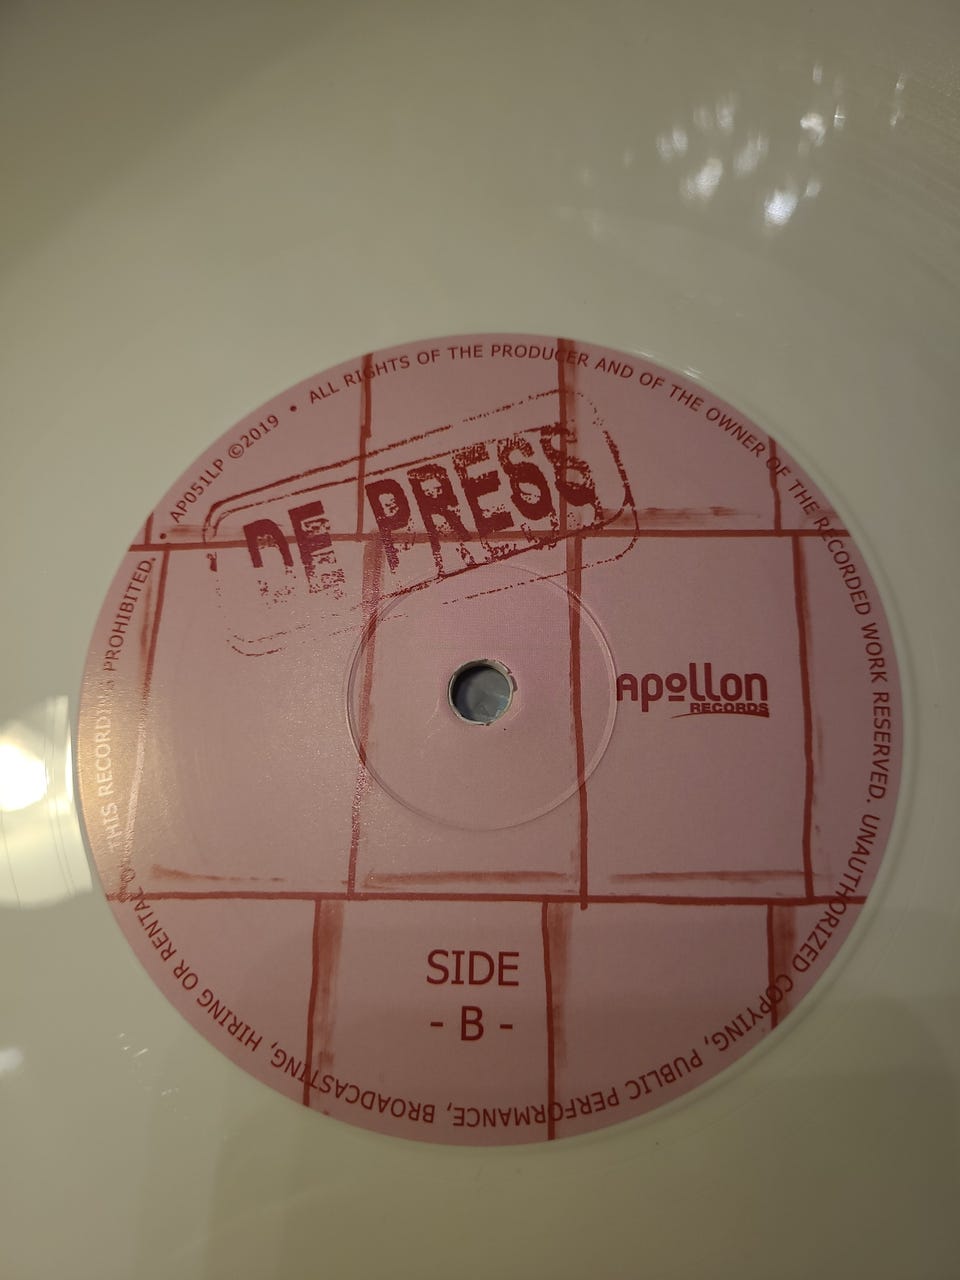 • AP051LP ©2019 • ALL RIGHTS OF THE PRODUCER AND OF THE OWNER OF THE RECORDED WORK RESERVED. UNAUTHORIZED COPYING, PUBLIC PERFORMANCE, BROADCASTING, HIRING OR RENTAL OF THIS RECORDING PROHIBITED.
DE PRESS
apollon
RECORDS
SIDE
- B -